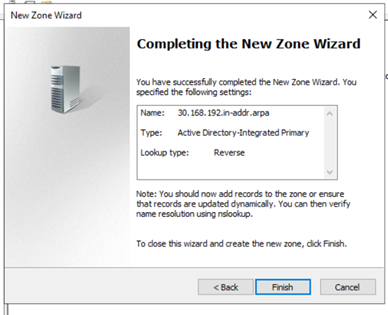 New Zone Wizard
Completing the New Zone Wizard
You have successfully completed the New Zone Wizard. You
specified the following settings:
Name: 30.168.192.in-addr.arpa
Type: Active Directory-Integrated Primary
Lookup type: Reverse
Note: You should now add records to the zone or ensure
that records are updated dynamically. You can then verify
name resolution using nslookup.
To close this wizard and create the new zone, click Finish.
< Back Finish Cancel